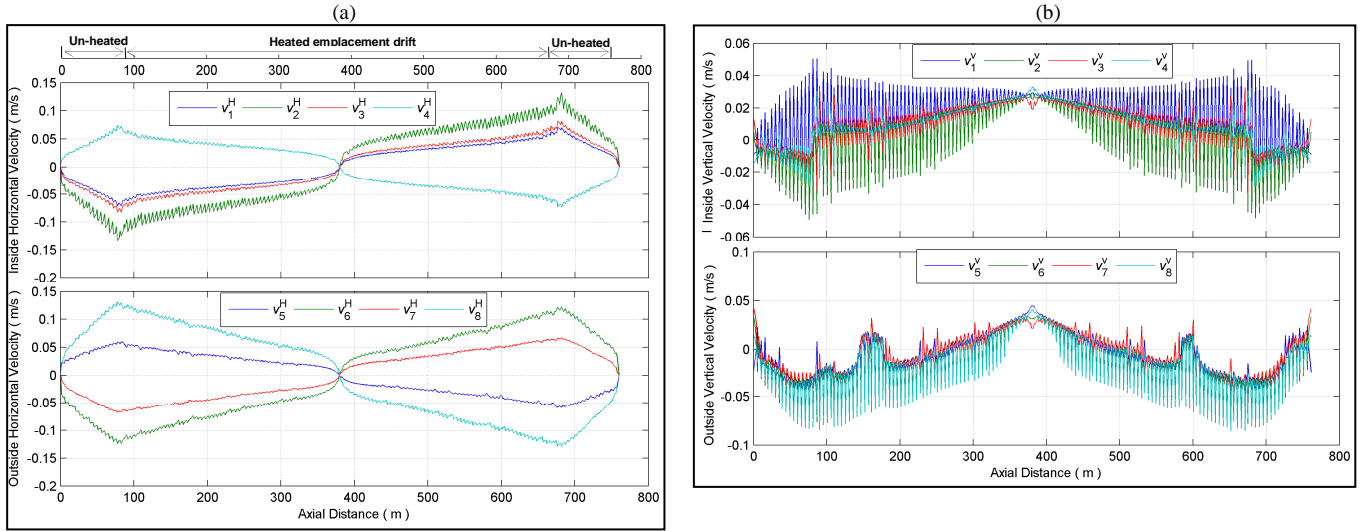 (a)
Un-heated Heated emplacement drift Un-heated
0 100 200 300 400 500 600 700 800
0.15
0.1
0.05
0
-0.05
-0.1
-0.15
-0.2
Inside Horizontal Velocity ( m/s )
v₁ᴴ v₂ᴴ v₃ᴴ v₄ᴴ
0.15
0.1
0.05
0
-0.05
-0.1
-0.15
-0.2
Outside Horizontal Velocity ( m/s )
v₅ᴴ v₆ᴴ v₇ᴴ v₈ᴴ
0 100 200 300 400 500 600 700 800
Axial Distance ( m )
(b)
0.06
0.04
0.02
0
-0.02
-0.04
-0.06
| Inside Vertical Velocity ( m/s )
v₁ⱽ v₂ⱽ v₃ⱽ v₄ⱽ
0.1
0.05
0
-0.05
-0.1
Outside Vertical Velocity ( m/s )
v₅ⱽ v₆ⱽ v₇ⱽ v₈ⱽ
0 100 200 300 400 500 600 700 800
Axial Distance ( m )